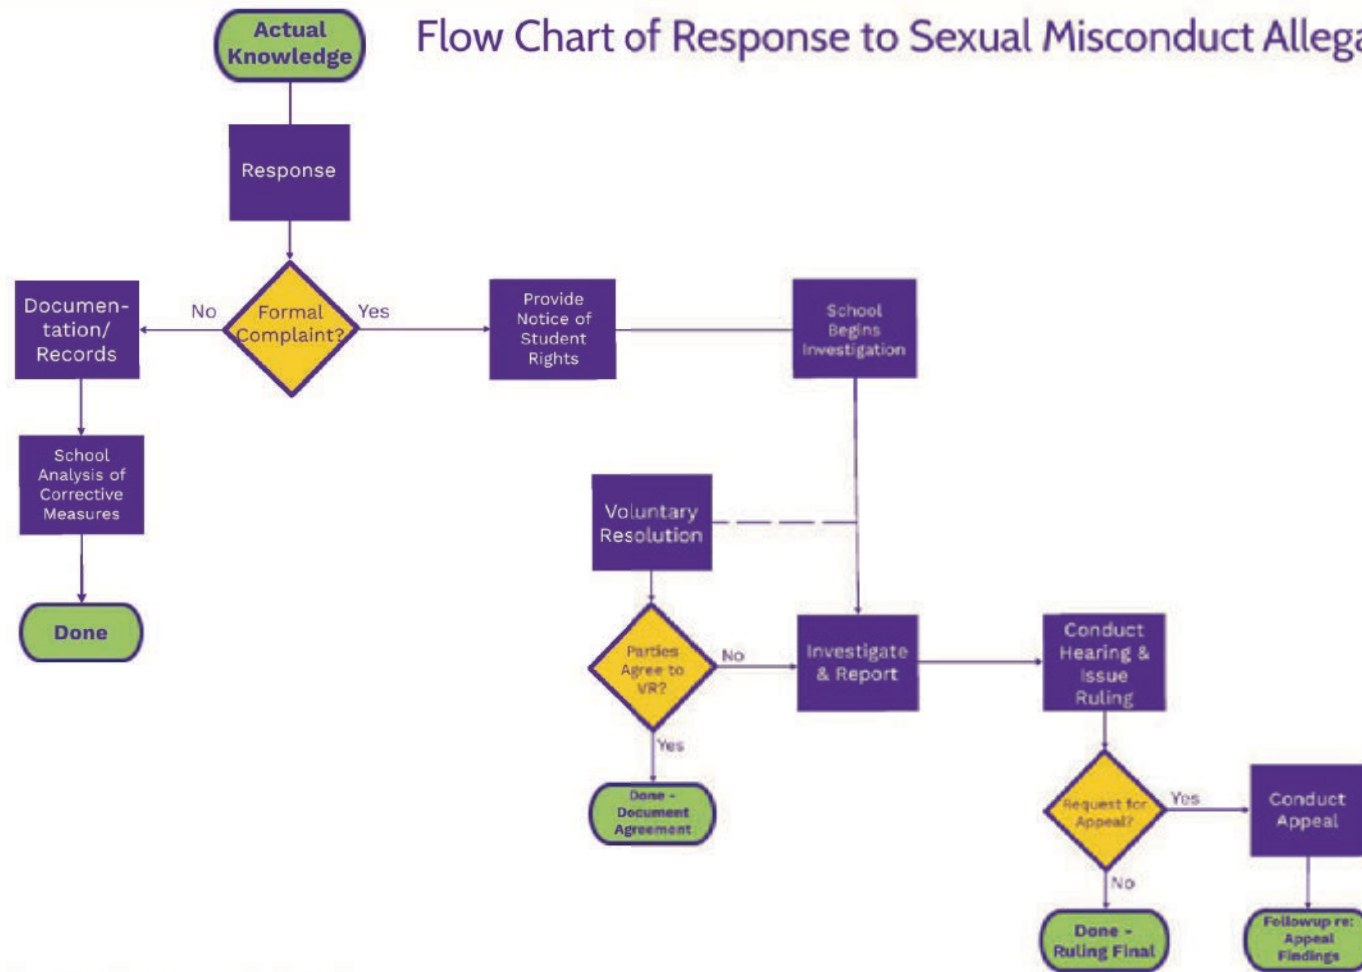 Flow Chart of Response to Sexual Misconduct Allega
Actual
Knowledge
Response
Formal
Complaint?
No
Yes
Documen-
tation/
Records
School
Analysis of
Corrective
Measures
Done
Provide
Notice of
Student
Rights
School
Begins
Investigation
Voluntary
Resolution
Parties
Agree to
VR?
No
Yes
Done -
Document
Agreement
Investigate
& Report
Conduct
Hearing &
Issue
Ruling
Request for
Appeal?
Yes
No
Conduct
Appeal
Done -
Ruling Final
Followup re:
Appeal
Findings